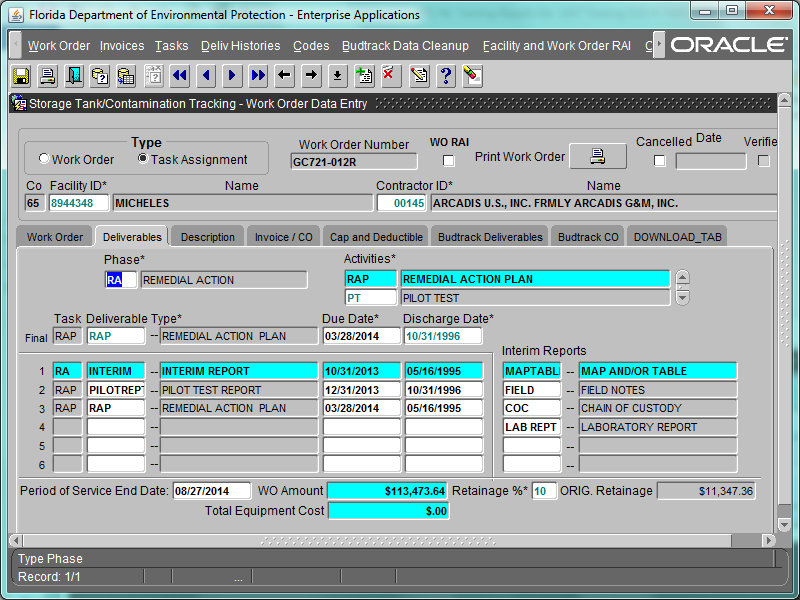 Florida Department of Environmental Protection - Enterprise Applications
Work Order Invoices Tasks Deliv Histories Codes Budtrack Data Cleanup Facility and Work Order RAI ORACLE
Storage Tank/Contamination Tracking - Work Order Data Entry
Type
Work Order Task Assignment
Work Order Number
GC721-012R
WO RAI
Print Work Order
Cancelled Date Verifie
Co Facility ID* Name Contractor ID* Name
65 8944348 MICHELES 00145 ARCADIS U.S., INC. FRMLY ARCADIS G&M, INC.
Work Order Deliverables Description Invoice / CO Cap and Deductible Budtrack Deliverables Budtrack CO DOWNLOAD_TAB
Phase* Activities*
RA REMEDIAL ACTION RAP REMEDIAL ACTION PLAN
PT PILOT TEST
Task Deliverable Type* Due Date* Discharge Date*
Final RAP RAP -- REMEDIAL ACTION PLAN 03/28/2014 10/31/1996
Interim Reports
1 RA INTERIM -- INTERIM REPORT 10/31/2013 05/16/1995 MAPTABL -- MAP AND/OR TABLE
2 RAP PILOTREPT -- PILOT TEST REPORT 12/31/2013 10/31/1996 FIELD -- FIELD NOTES
3 RAP RAP -- REMEDIAL ACTION PLAN 03/28/2014 05/16/1995 COC -- CHAIN OF CUSTODY
4 -- LAB REPT -- LABORATORY REPORT
5 -- --
6 -- --
Period of Service End Date: 08/27/2014 WO Amount $113,473.64 Retainage %* 10 ORIG. Retainage $11,347.36
Total Equipment Cost $.00
Type Phase
Record: 1/1 ...